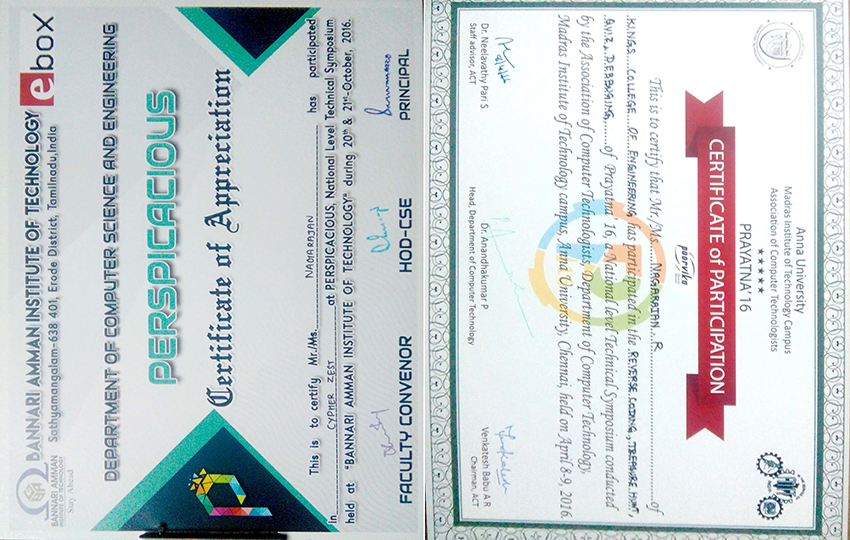 BANNARI AMMAN INSTITUTE OF TECHNOLOGY
Sathyamangalam-638 401, Erode District, Tamilnadu, India
BANNARI AMMAN
INSTITUTE OF TECHNOLOGY
Stay Ahead
ebox
DEPARTMENT OF COMPUTER SCIENCE AND ENGINEERING
PERSPICACIOUS
Certificate of Appreciation
This is to certify Mr./Ms. NAGARAJAN has participated
in CYPHER ZEST at PERSPICACIOUS National Level Technical Symposium
held at "BANNARI AMMAN INSTITUTE OF TECHNOLOGY" during 20th & 21st-October, 2016.
FACULTY CONVENOR HOD-CSE PRINCIPAL
Anna University
Madras Institute of Technology Campus
Association of Computer Technologists
★★★★★
PRAYATNA'16
CERTIFICATE of PARTICIPATION
poorvika
This is to certify that Mr./Ms. NAGARAJAN. R of
KINGS COLLEGE OF ENGINEERING has participated in the REVERSE CODING, TREASURE HUNT,
QUIZ, DEBBUGING, of Prayatna' 16, a National level Technical Symposium conducted
by the Association of Computer Technologists, Department of Computer Technology,
Madras Institute of Technology campus, Anna University, Chennai, held on April 8-9, 2016.
Dr. Neelavathy Pari S
Staff advisor, ACT
Dr. Anandhakumar P
Head, Department of Computer Technology
Venkatesh Babu A R
Chairman, ACT